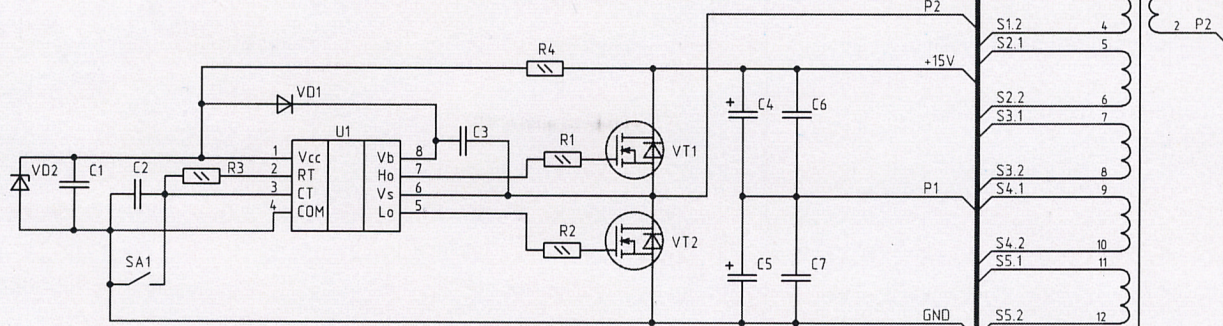 P2
S1.2 4
2 P2
S2.1 5
R4
+15V
VD1
S2.2 6
C4 C6
S3.1 7
U1
C3
R1
1 Vcc Vb 8
VT1
VD2 C1 C2
2 RT Ho 7
R3
S3.2 8
3 CT Vs 6
P1
S4.1 9
4 COM Lo 5
R2
VT2
S4.2 10
SA1
C5 C7
S5.1 11
GND
S5.2 12
+
+